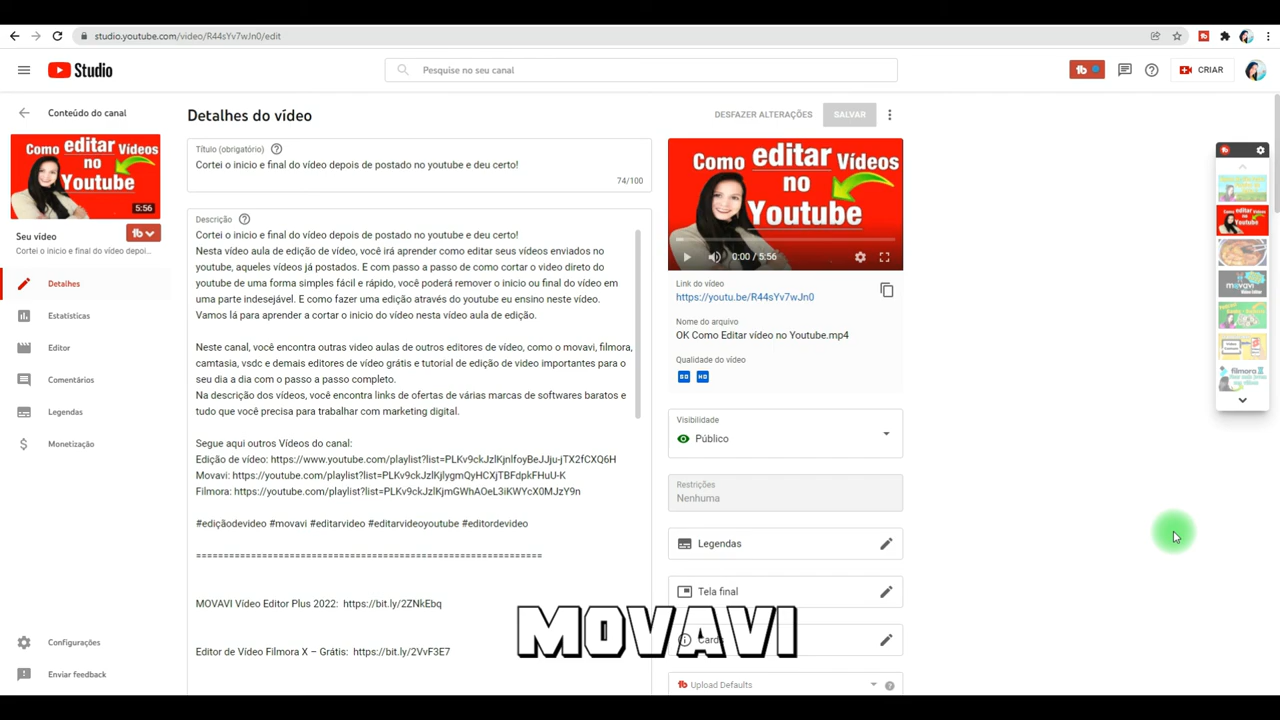 studio.youtube.com/video/R44sYv7wJn0/edit
Studio
Pesquise no seu canal
CRIAR
Conteúdo do canal
Como editar Vídeos
no
Youtube
5:56
Seu vídeo
Cortei o inicio e final do vídeo depoi...
Detalhes
Estatísticas
Editor
Comentários
Legendas
Monetização
Configurações
Enviar feedback
Detalhes do vídeo
DESFAZER ALTERAÇÕES
SALVAR
Título (obrigatório)
Cortei o inicio e final do vídeo depois de postado no youtube e deu certo!
74/100
Descrição
Cortei o inicio e final do vídeo depois de postado no youtube e deu certo!
Nesta vídeo aula de edição de vídeo, você irá aprender como editar seus vídeos enviados no
youtube, aqueles vídeos já postados. E com passo a passo de como cortar o video direto do
youtube de uma forma simples fácil e rápido, você poderá remover o inicio ou final do vídeo em
uma parte indesejável. E como fazer uma edição através do youtube eu ensino neste vídeo.
Vamos lá para aprender a cortar o inicio do vídeo nesta vídeo aula de edição.
Neste canal, você encontra outras video aulas de outros editores de vídeo, como o movavi, filmora,
camtasia, vsdc e demais editores de vídeo grátis e tutorial de edição de video importantes para o
seu dia a dia com o passo a passo completo.
Na descrição dos vídeos, você encontra links de ofertas de várias marcas de softwares baratos e
tudo que você precisa para trabalhar com marketing digital.
Segue aqui outros Vídeos do canal:
Edição de vídeo: https://www.youtube.com/playlist?list=PLKv9ckJzlKjnlfoyBeJJju-jTX2fCXQ6H
Movavi: https://youtube.com/playlist?list=PLKv9ckJzlKjlygmQyHCXjTBFdpkFHuU-K
Filmora: https://youtube.com/playlist?list=PLKv9ckJzlKjmGWhAOeL3iKWYcX0MJzY9n
#ediçãodevideo #movavi #editarvideo #editarvideoyoutube #editordevideo
==========================================================
MOVAVI Vídeo Editor Plus 2022: https://bit.ly/2ZNkEbq
Editor de Vídeo Filmora X – Grátis: https://bit.ly/2VvF3E7
Como editar Vídeos
no
Youtube
0:00 / 5:56
Link do vídeo
https://youtu.be/R44sYv7wJn0
Nome do arquivo
OK Como Editar vídeo no Youtube.mp4
Qualidade do vídeo
SD HD
Visibilidade
Público
Restrições
Nenhuma
Legendas
Tela final
Cards
Upload Defaults
MOVAVI